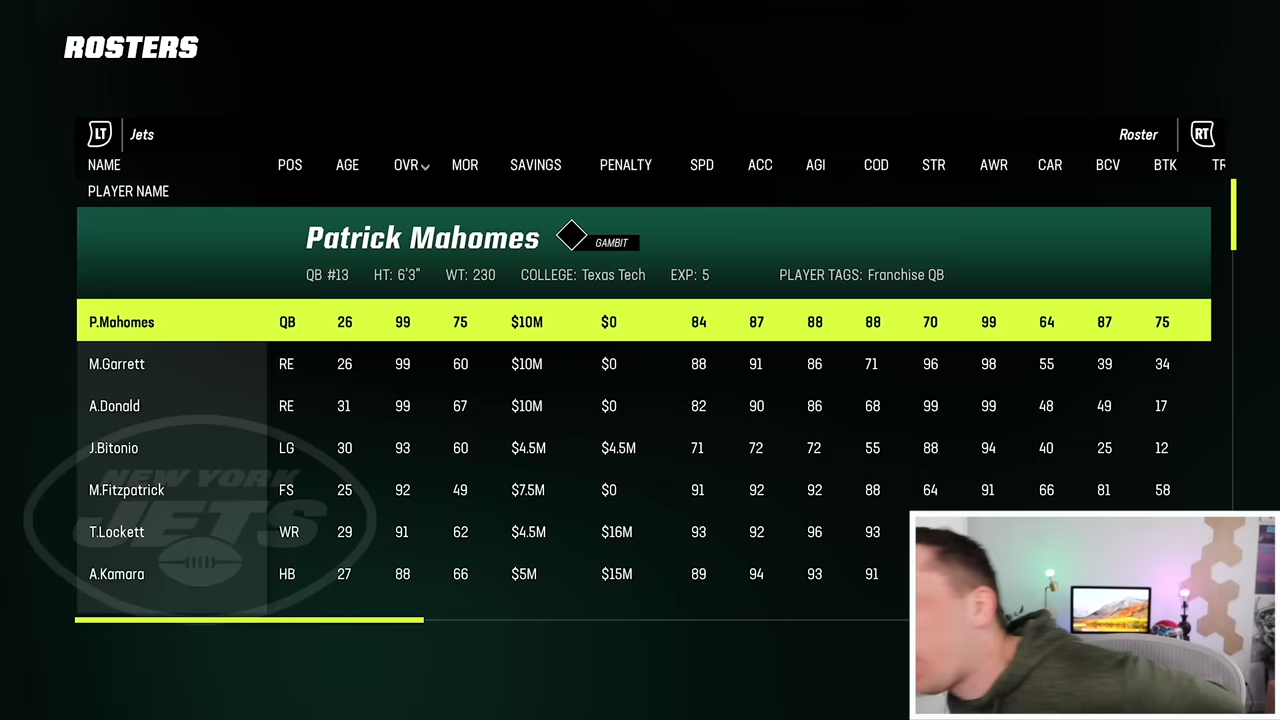 ROSTERS
LT Jets Roster RT
NAME POS AGE OVR MOR SAVINGS PENALTY SPD ACC AGI COD STR AWR CAR BCV BTK TR
PLAYER NAME
Patrick Mahomes GAMBIT
QB #13 HT: 6'3" WT: 230 COLLEGE: Texas Tech EXP: 5 PLAYER TAGS: Franchise QB
P.Mahomes QB 26 99 75 $10M $0 84 87 88 88 70 99 64 87 75
M.Garrett RE 26 99 60 $10M $0 88 91 86 71 96 98 55 39 34
A.Donald RE 31 99 67 $10M $0 82 90 86 68 99 99 48 49 17
J.Bitonio LG 30 93 60 $4.5M $4.5M 71 72 72 55 88 94 40 25 12
M.Fitzpatrick FS 25 92 49 $7.5M $0 91 92 92 88 64 91 66 81 58
T.Lockett WR 29 91 62 $4.5M $16M 93 92 96 93
A.Kamara HB 27 88 66 $5M $15M 89 94 93 91
NEW YORK
JETS